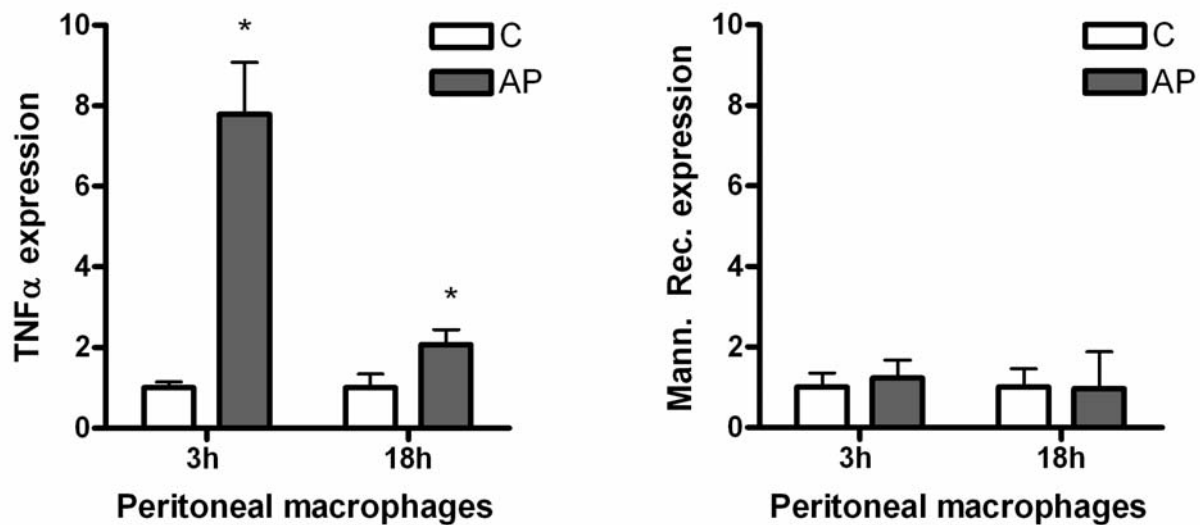 TNFα expression
10
8
6
4
2
0
*
*
C
AP
3h
18h
Peritoneal macrophages
Mann. Rec. expression
10
8
6
4
2
0
C
AP
3h
18h
Peritoneal macrophages